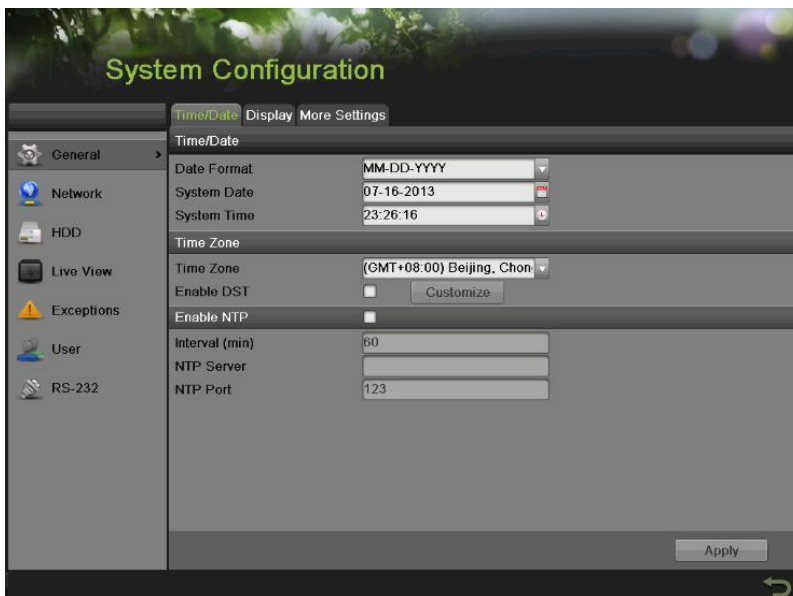 System Configuration
Time/Date Display More Settings
General
Network
HDD
Live View
Exceptions
User
RS-232
Time/Date
Date Format MM-DD-YYYY
System Date 07-16-2013
System Time 23:26:16
Time Zone
Time Zone (GMT+08:00) Beijing, Chon
Enable DST Customize
Enable NTP
Interval (min) 60
NTP Server
NTP Port 123
Apply